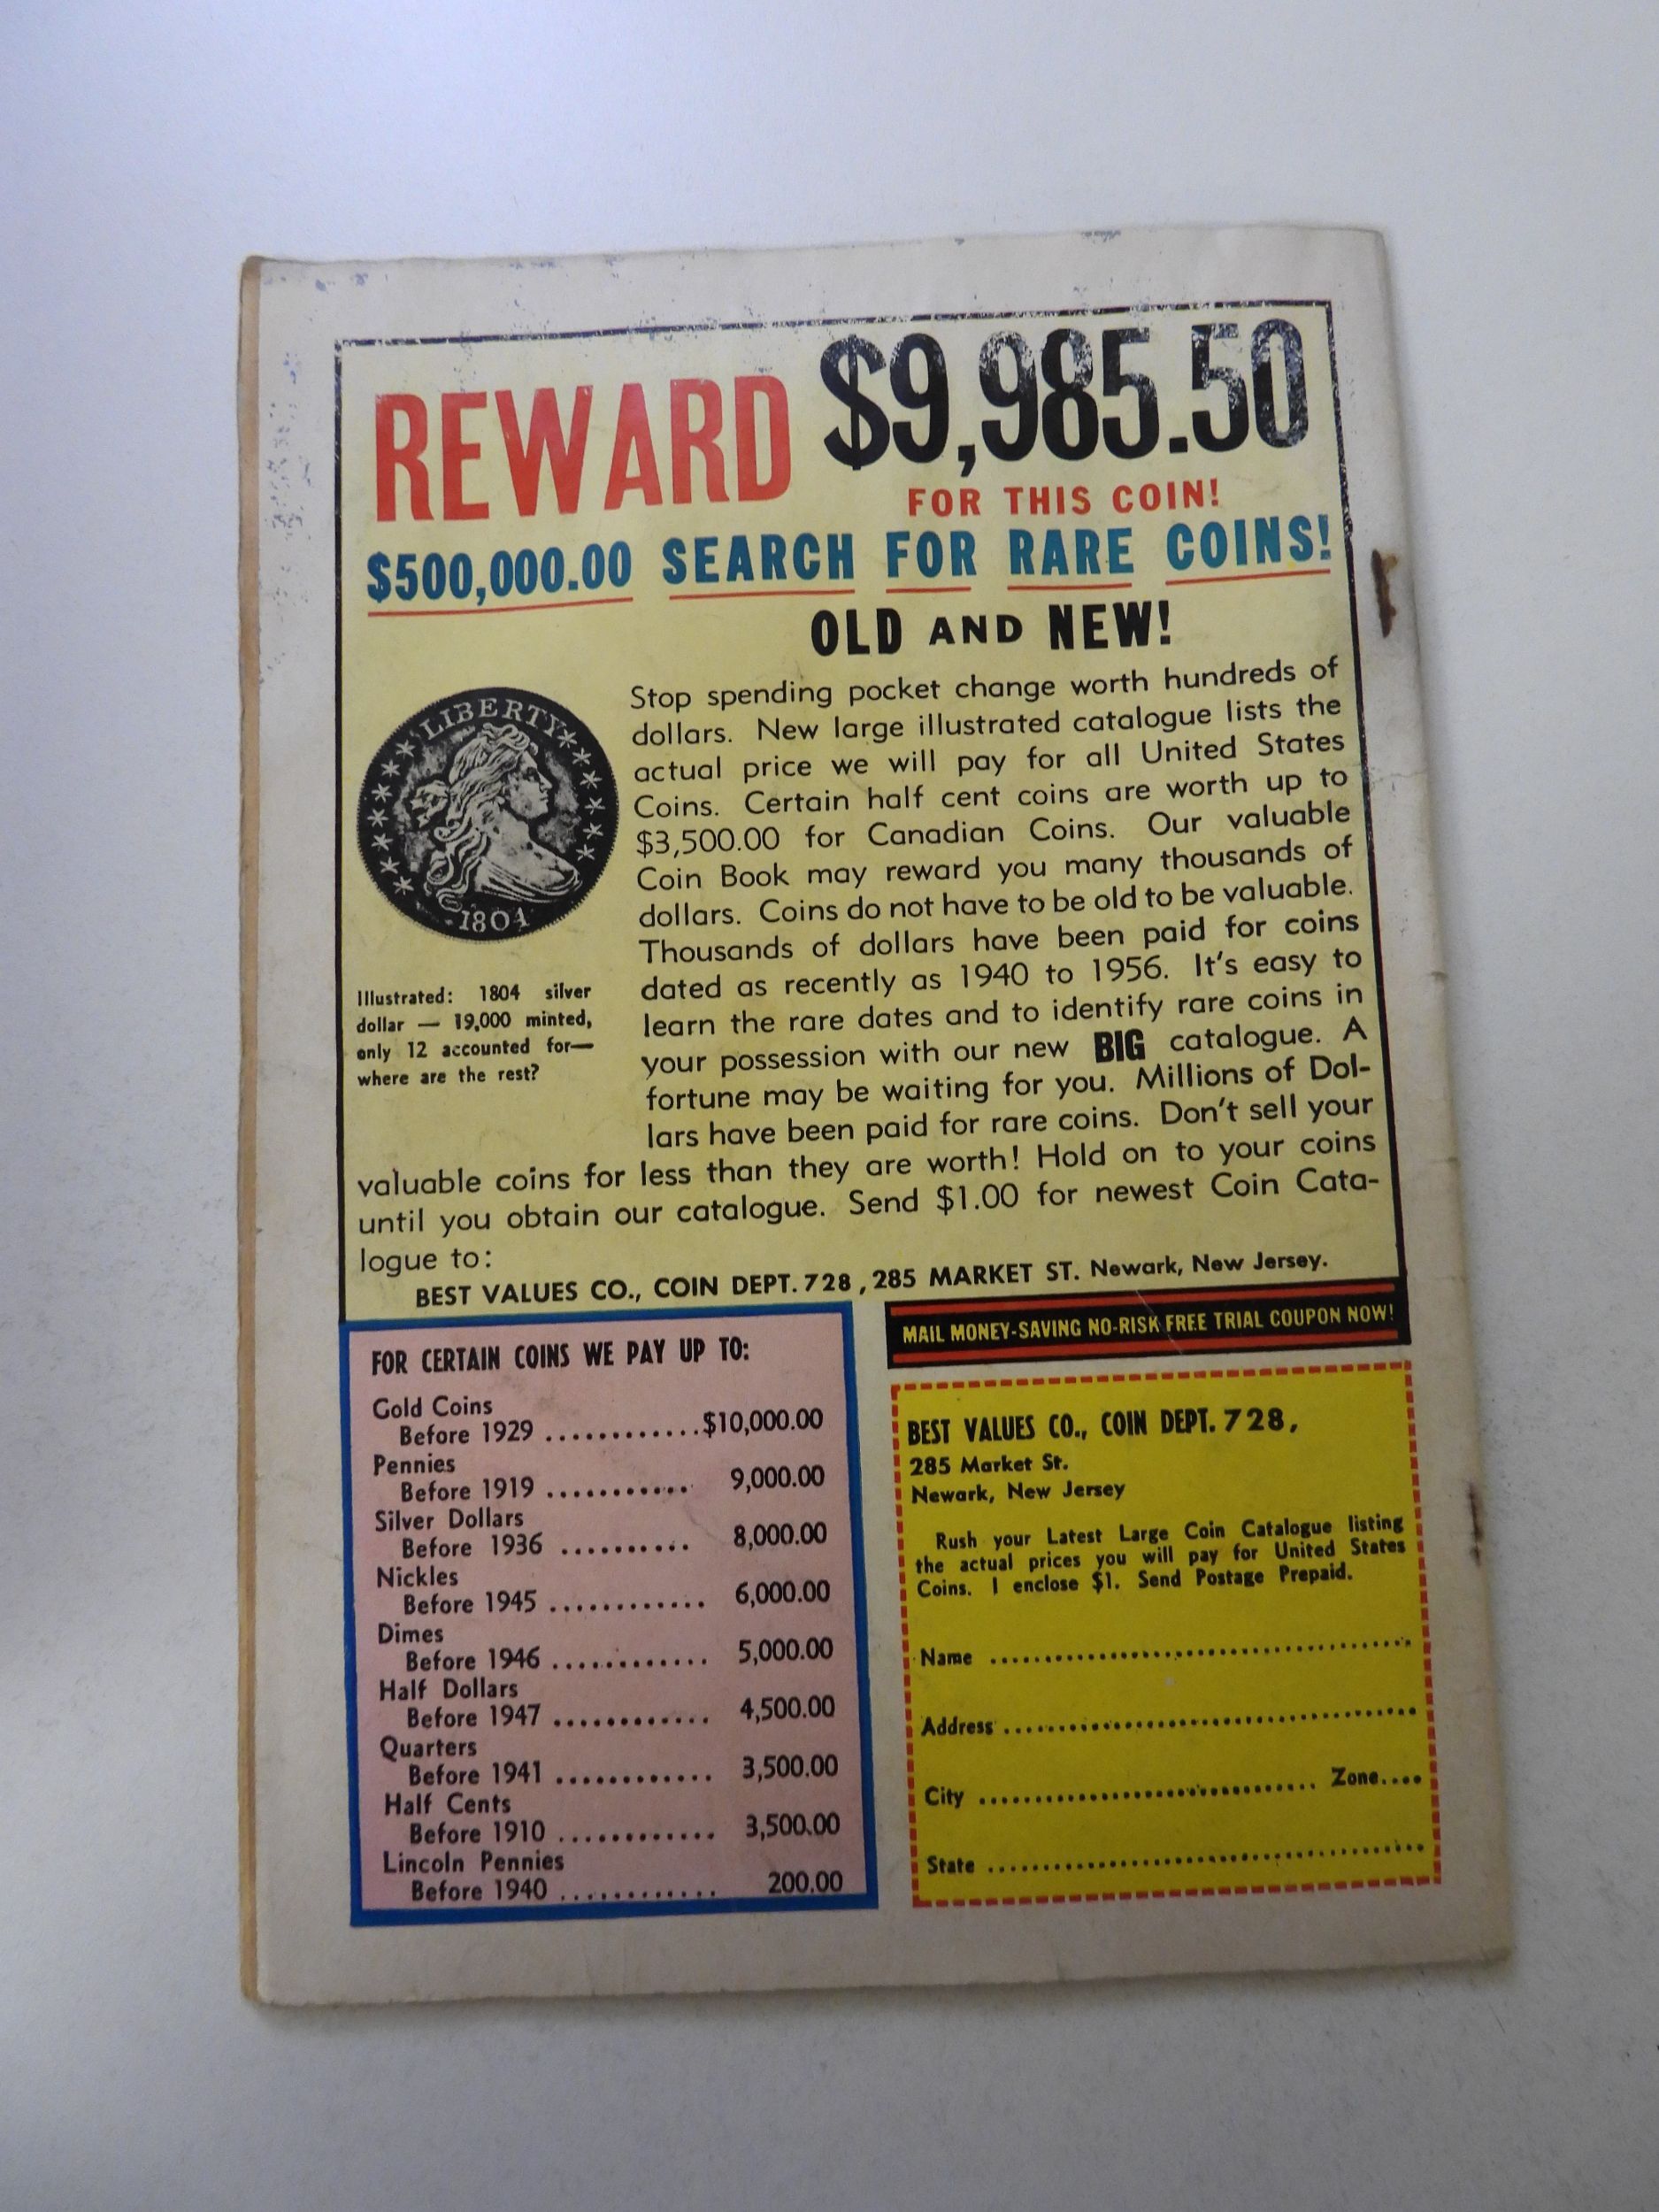 REWARD $9,985.50
FOR THIS COIN!
$500,000.00 SEARCH FOR RARE COINS!
OLD AND NEW!
LIBERTY
1804
Illustrated: 1804 silver
dollar — 19,000 minted,
only 12 accounted for—
where are the rest?
Stop spending pocket change worth hundreds of
dollars. New large illustrated catalogue lists the
actual price we will pay for all United States
Coins. Certain half cent coins are worth up to
$3,500.00 for Canadian Coins. Our valuable
Coin Book may reward you many thousands of
dollars. Coins do not have to be old to be valuable.
Thousands of dollars have been paid for coins
dated as recently as 1940 to 1956. It's easy to
learn the rare dates and to identify rare coins in
your possession with our new BIG catalogue. A
fortune may be waiting for you. Millions of Dol-
lars have been paid for rare coins. Don't sell your
valuable coins for less than they are worth! Hold on to your coins
until you obtain our catalogue. Send $1.00 for newest Coin Cata-
logue to:
BEST VALUES CO., COIN DEPT. 728, 285 MARKET ST. Newark, New Jersey.
FOR CERTAIN COINS WE PAY UP TO:
Gold Coins
Before 1929 ............$10,000.00
Pennies
Before 1919 ........... 9,000.00
Silver Dollars
Before 1936 .......... 8,000.00
Nickles
Before 1945 ............ 6,000.00
Dimes
Before 1946 ............ 5,000.00
Half Dollars
Before 1947 ............ 4,500.00
Quarters
Before 1941 ............ 3,500.00
Half Cents
Before 1910 ............ 3,500.00
Lincoln Pennies
Before 1940 ............ 200.00
MAIL MONEY-SAVING NO-RISK FREE TRIAL COUPON NOW!
BEST VALUES CO., COIN DEPT. 728,
285 Market St.
Newark, New Jersey
Rush your Latest Large Coin Catalogue listing
the actual prices you will pay for United States
Coins. I enclose $1. Send Postage Prepaid.
Name ........................................
Address ........................................
City ................................ Zone....
State ........................................